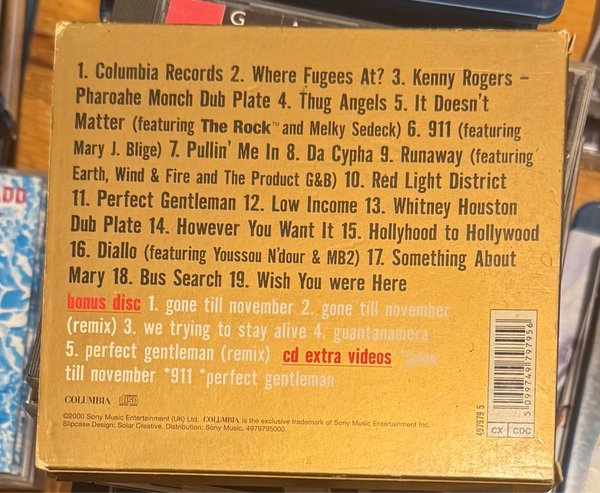 1. Columbia Records 2. Where Fugees At? 3. Kenny Rogers –
Pharoahe Monch Dub Plate 4. Thug Angels 5. It Doesn't
Matter (featuring The Rock™ and Melky Sedeck) 6. 911 (featuring
Mary J. Blige) 7. Pullin' Me In 8. Da Cypha 9. Runaway (featuring
Earth, Wind & Fire and The Product G&B) 10. Red Light District
11. Perfect Gentleman 12. Low Income 13. Whitney Houston
Dub Plate 14. However You Want It 15. Hollyhood to Hollywood
16. Diallo (featuring Youssou N'dour & MB2) 17. Something About
Mary 18. Bus Search 19. Wish You were Here
bonus disc 1. gone till november 2. gone till november
(remix) 3. we trying to stay alive 4. guantanamera
5. perfect gentleman (remix) cd extra videos *gone
till november *911 *perfect gentleman
COLUMBIA
©2000 Sony Music Entertainment (UK) Ltd. COLUMBIA is the exclusive trademark of Sony Music Entertainment Inc.
Slipcase Design: Solar Creative. Distribution: Sony Music. 4979795000.
497979 5
5 099749 797956
CX CDC
G